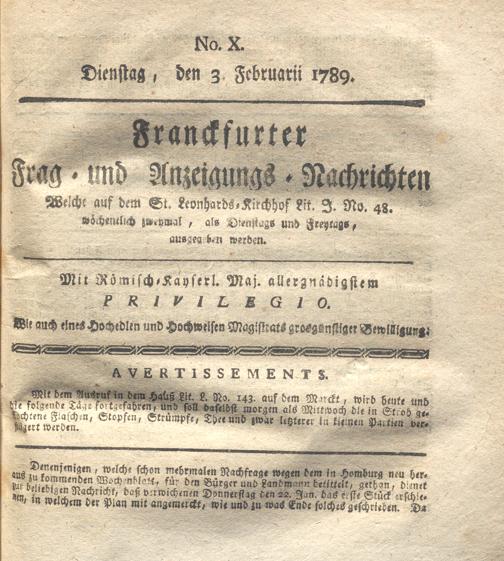 No. X.
Dienstag, den 3. Februarii 1789.
Franckfurter
Frag- und Anzeigungs-Nachrichten
Welche auf dem St. Leonhards-Kirchhof Lit. J. No. 48.
wöchentlich zweymal, als Dienstags und Freytags,
ausgegeben werden.
Mit Römisch-Kayserl. Maj. allergnädigstem
PRIVILEGIO.
Wie auch eines Hochedlen und Hochweisen Magistrats grosgünstiger Bewilligung.
AVERTISSEMENTS.
Mit dem Ausruf in dem Hauß Lit. L. No. 143. auf dem Marckt, wird heute und
die folgende Täge fortgefahren, und soll daselbst morgen als Mittwoch die in Stroh ge-
flochtene Flaschen, Stopfen, Strümpfe, Thee und zwar letzterer in kleinen Partien ver-
steigert werden.
Denenjenigen, welche schon mehrmalen Nachfrage wegen dem in Homburg neu her-
aus zu kommenden Wochenblatt, für den Bürger und Landmann betittelt, gethan, dienet
zur beliebigen Nachricht, daß verwichenen Donnerstag den 22. Jan. das erste Stück erschie-
nen, in welchem der Plan mit angemerckt, wie und zu was Ende solches geschrieben. Da